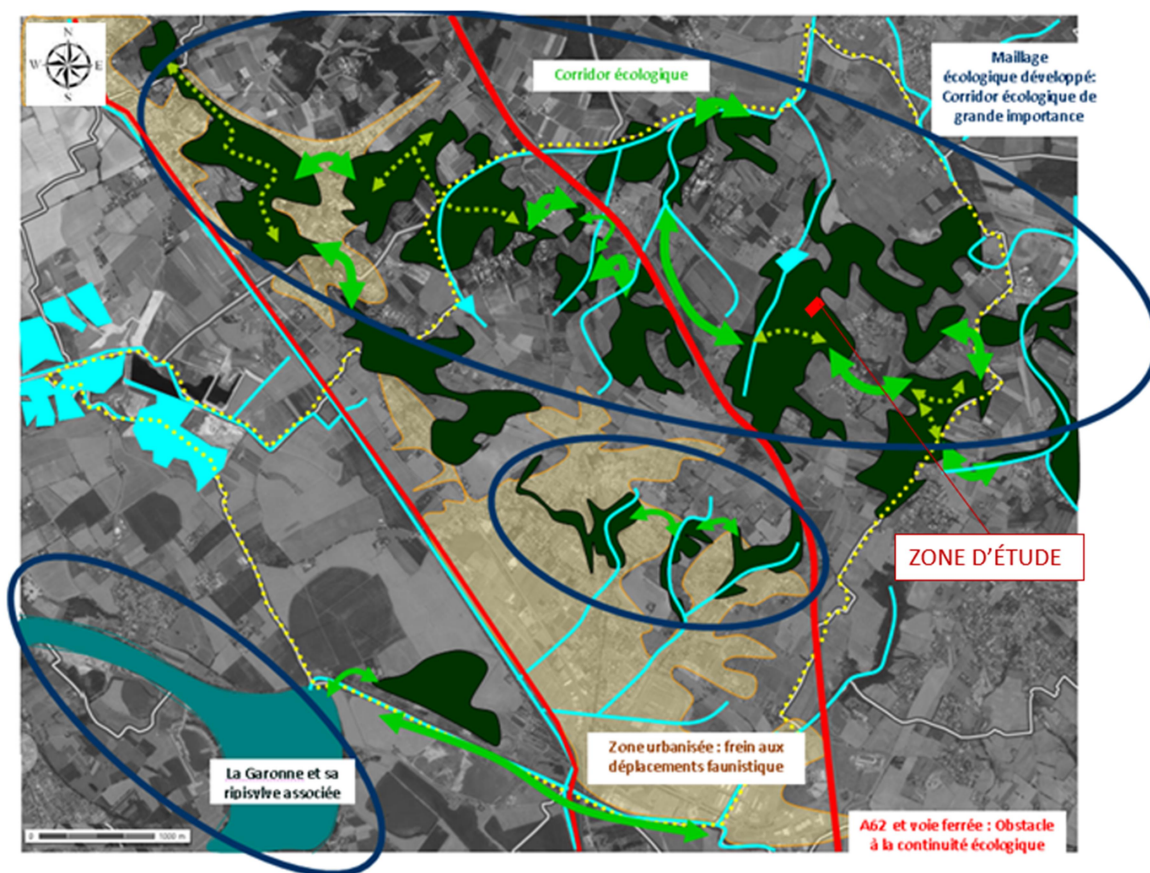 N
W E
S
Corridor écologique
Maillage
écologique développé:
Corridor écologique de
grande importance
ZONE D'ÉTUDE
Zone urbanisée : frein aux
déplacements faunistique
La Garonne et sa
ripisylve associée
A62 et voie ferrée : Obstacle
à la continuité écologique
0 1000 m